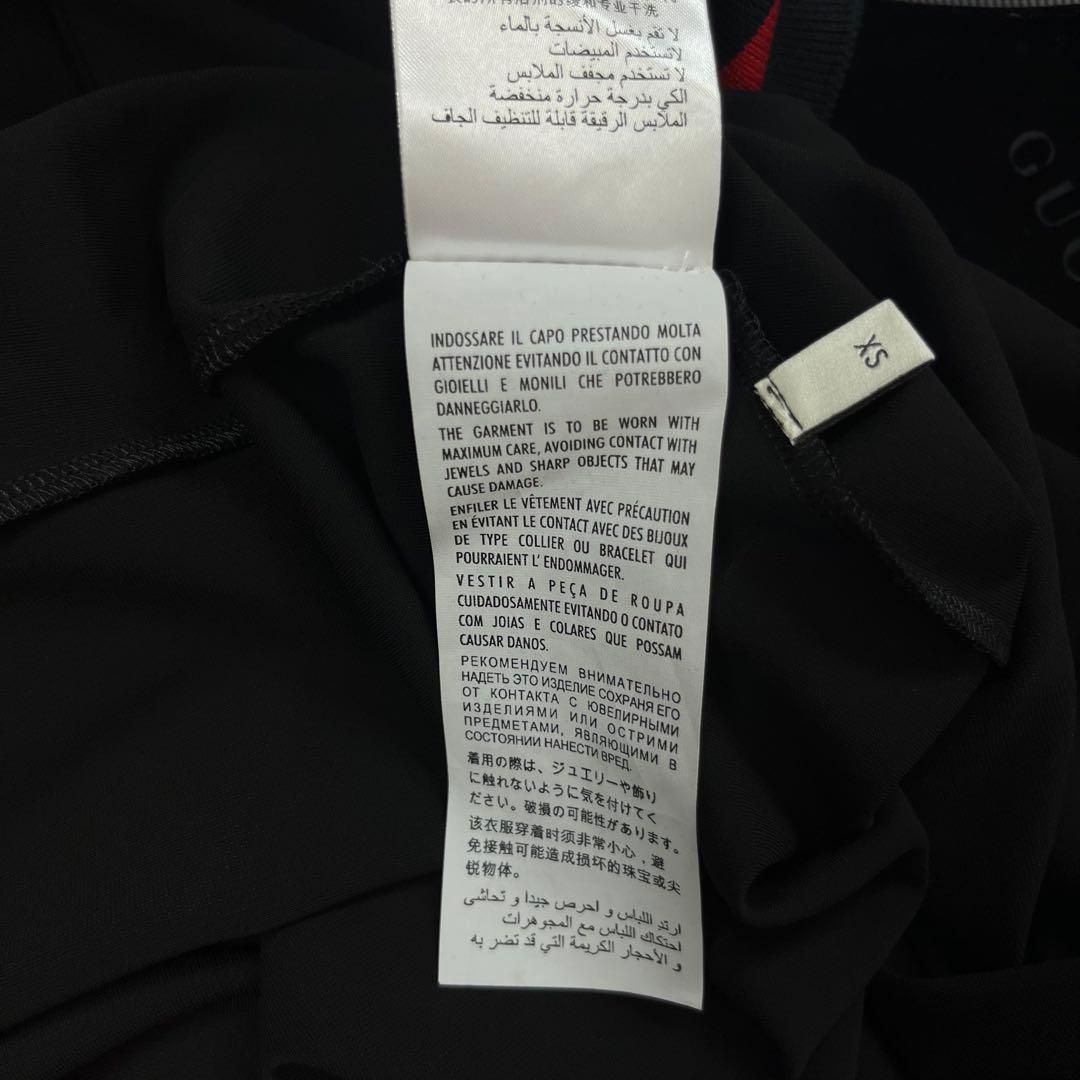 لا تقم بغسل الأنسجة بالماء
لاتستخدم المبيضات
لا تستخدم مجفف الملابس
الكي بدرجة حرارة منخفضة
الملابس الرقيقة قابلة للتنظيف الجاف
INDOSSARE IL CAPO PRESTANDO MOLTA
ATTENZIONE EVITANDO IL CONTATTO CON
GIOIELLI E MONILI CHE POTREBBERO
DANNEGGIARLO.
THE GARMENT IS TO BE WORN WITH
MAXIMUM CARE, AVOIDING CONTACT WITH
JEWELS AND SHARP OBJECTS THAT MAY
CAUSE DAMAGE.
ENFILER LE VÊTEMENT AVEC PRÉCAUTION
EN ÉVITANT LE CONTACT AVEC DES BIJOUX
DE TYPE COLLIER OU BRACELET QUI
POURRAIENT L' ENDOMMAGER.
VESTIR A PEÇA DE ROUPA
CUIDADOSAMENTE EVITANDO O CONTATO
COM JOIAS E COLARES QUE POSSAM
CAUSAR DANOS.
РЕКОМЕНДУЕМ ВНИМАТЕЛЬНО
НАДЕТЬ ЭТО ИЗДЕЛИЕ СОХРАНЯ ЕГО
ОТ КОНТАКТА С ЮВЕЛИРНЫМИ
ИЗДЕЛИЯМИ ИЛИ ОСТРИМИ
ПРЕДМЕТАМИ, ЯВЛЯЮЩИМИ В
СОСТОЯНИИ НАНЕСТИ ВРЕД.
着用の際は、ジュエリーや飾り
に触れないように気を付けてく
ださい。破損の可能性があります。
该衣服穿着时须非常小心，避
免接触可能造成损坏的珠宝或尖
锐物体。
ارتد اللباس و احرص جيدا و تحاشى
احتكاك اللباس مع المجوهرات
و الأحجار الكريمة التي قد تضر به
XS
GUC